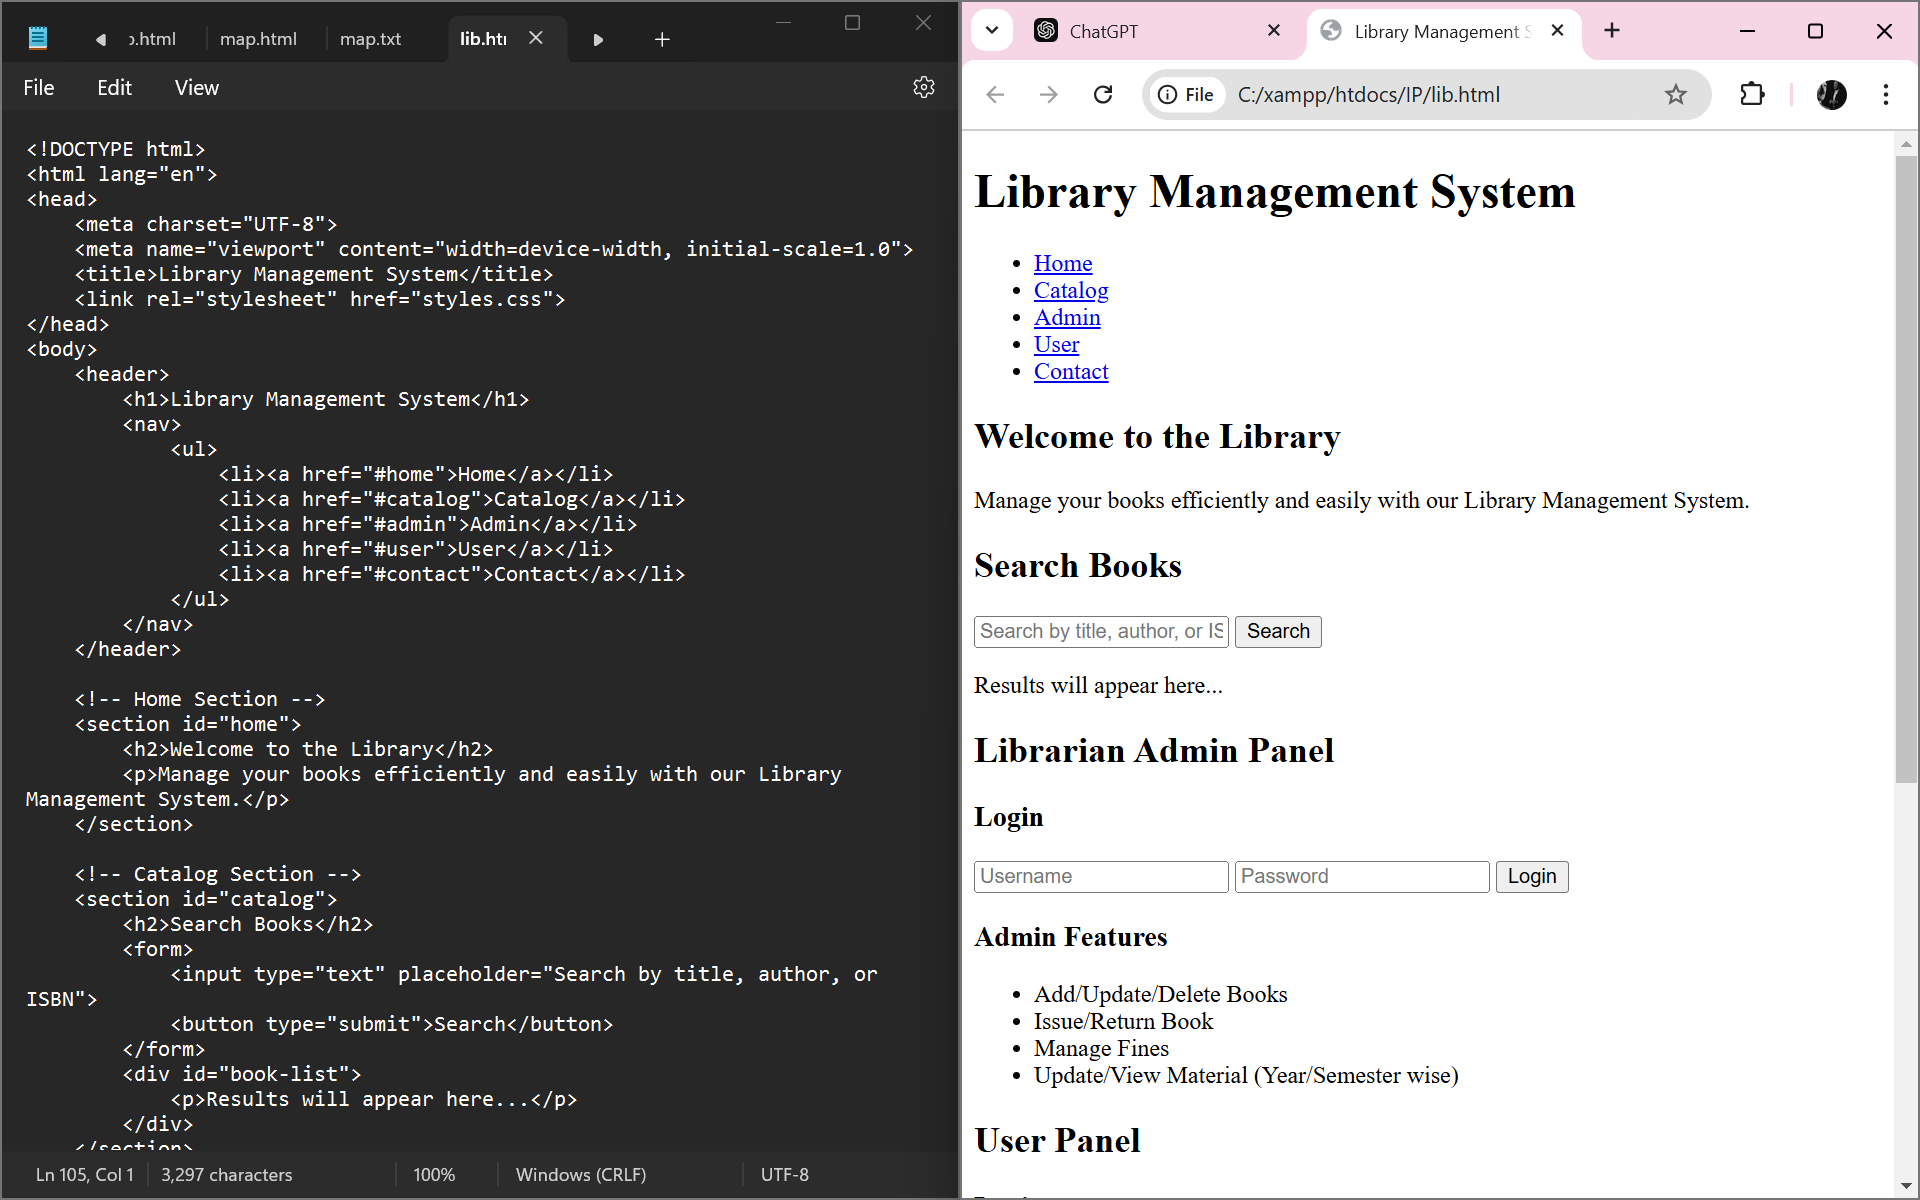 .html
map.html
map.txt
lib.htm
File
Edit
View
<!DOCTYPE html>
<html lang="en">
<head>
<meta charset="UTF-8">
<meta name="viewport" content="width=device-width, initial-scale=1.0">
<title>Library Management System</title>
<link rel="stylesheet" href="styles.css">
</head>
<body>
<header>
<h1>Library Management System</h1>
<nav>
<ul>
<li><a href="#home">Home</a></li>
<li><a href="#catalog">Catalog</a></li>
<li><a href="#admin">Admin</a></li>
<li><a href="#user">User</a></li>
<li><a href="#contact">Contact</a></li>
</ul>
</nav>
</header>
<!-- Home Section -->
<section id="home">
<h2>Welcome to the Library</h2>
<p>Manage your books efficiently and easily with our Library
Management System.</p>
</section>
<!-- Catalog Section -->
<section id="catalog">
<h2>Search Books</h2>
<form>
<input type="text" placeholder="Search by title, author, or
ISBN">
<button type="submit">Search</button>
</form>
<div id="book-list">
<p>Results will appear here...</p>
</div>
</section>
Ln 105, Col 1
3,297 characters
100%
Windows (CRLF)
UTF-8
ChatGPT
Library Management S
File
C:/xampp/htdocs/IP/lib.html
Library Management System
Home
Catalog
Admin
User
Contact
Welcome to the Library
Manage your books efficiently and easily with our Library Management System.
Search Books
Search by title, author, or IS
Search
Results will appear here...
Librarian Admin Panel
Login
Username
Password
Login
Admin Features
Add/Update/Delete Books
Issue/Return Book
Manage Fines
Update/View Material (Year/Semester wise)
User Panel